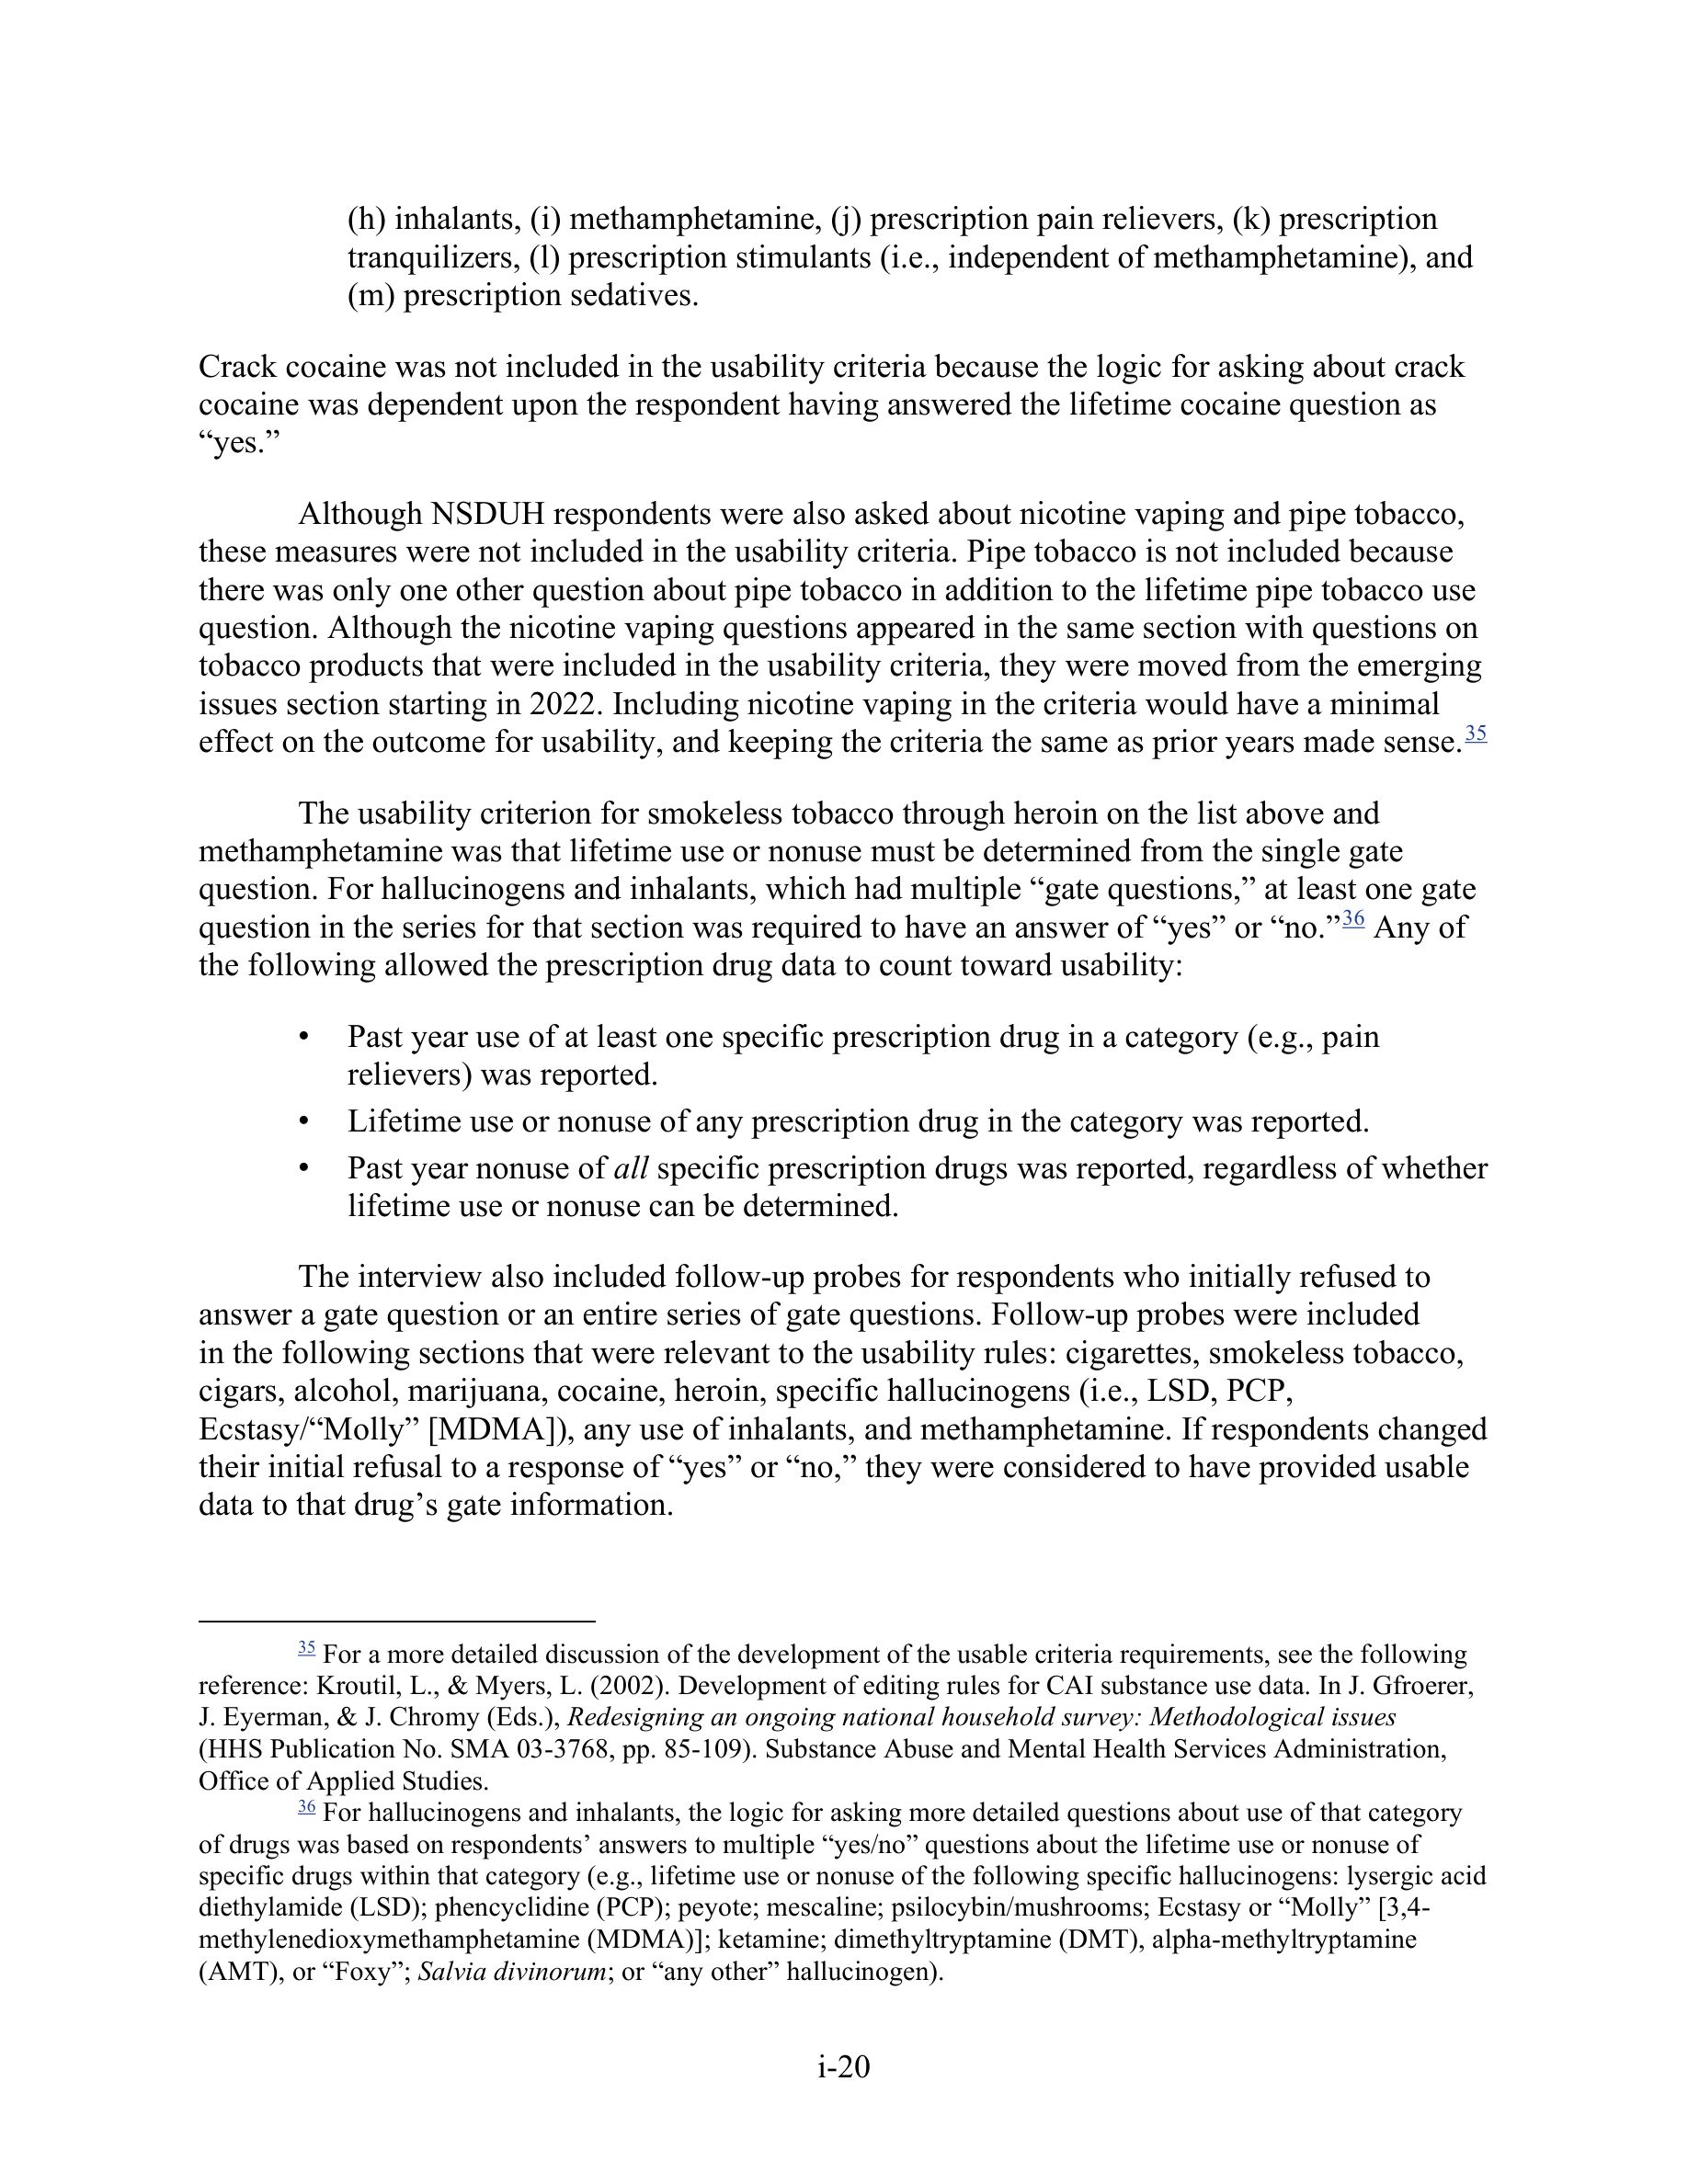 (h) inhalants, (i) methamphetamine, (j) prescription pain relievers, (k) prescription
tranquilizers, (l) prescription stimulants (i.e., independent of methamphetamine), and
(m) prescription sedatives.
Crack cocaine was not included in the usability criteria because the logic for asking about crack
cocaine was dependent upon the respondent having answered the lifetime cocaine question as
“yes.”
Although NSDUH respondents were also asked about nicotine vaping and pipe tobacco,
these measures were not included in the usability criteria. Pipe tobacco is not included because
there was only one other question about pipe tobacco in addition to the lifetime pipe tobacco use
question. Although the nicotine vaping questions appeared in the same section with questions on
tobacco products that were included in the usability criteria, they were moved from the emerging
issues section starting in 2022. Including nicotine vaping in the criteria would have a minimal
effect on the outcome for usability, and keeping the criteria the same as prior years made sense.35
The usability criterion for smokeless tobacco through heroin on the list above and
methamphetamine was that lifetime use or nonuse must be determined from the single gate
question. For hallucinogens and inhalants, which had multiple “gate questions,” at least one gate
question in the series for that section was required to have an answer of “yes” or “no.”36 Any of
the following allowed the prescription drug data to count toward usability:
• Past year use of at least one specific prescription drug in a category (e.g., pain
relievers) was reported.
• Lifetime use or nonuse of any prescription drug in the category was reported.
• Past year nonuse of all specific prescription drugs was reported, regardless of whether
lifetime use or nonuse can be determined.
The interview also included follow-up probes for respondents who initially refused to
answer a gate question or an entire series of gate questions. Follow-up probes were included
in the following sections that were relevant to the usability rules: cigarettes, smokeless tobacco,
cigars, alcohol, marijuana, cocaine, heroin, specific hallucinogens (i.e., LSD, PCP,
Ecstasy/“Molly” [MDMA]), any use of inhalants, and methamphetamine. If respondents changed
their initial refusal to a response of “yes” or “no,” they were considered to have provided usable
data to that drug’s gate information.
35 For a more detailed discussion of the development of the usable criteria requirements, see the following
reference: Kroutil, L., & Myers, L. (2002). Development of editing rules for CAI substance use data. In J. Gfroerer,
J. Eyerman, & J. Chromy (Eds.), Redesigning an ongoing national household survey: Methodological issues
(HHS Publication No. SMA 03-3768, pp. 85-109). Substance Abuse and Mental Health Services Administration,
Office of Applied Studies.
36 For hallucinogens and inhalants, the logic for asking more detailed questions about use of that category
of drugs was based on respondents’ answers to multiple “yes/no” questions about the lifetime use or nonuse of
specific drugs within that category (e.g., lifetime use or nonuse of the following specific hallucinogens: lysergic acid
diethylamide (LSD); phencyclidine (PCP); peyote; mescaline; psilocybin/mushrooms; Ecstasy or “Molly” [3,4-
methylenedioxymethamphetamine (MDMA)]; ketamine; dimethyltryptamine (DMT), alpha-methyltryptamine
(AMT), or “Foxy”; Salvia divinorum; or “any other” hallucinogen).
i-20